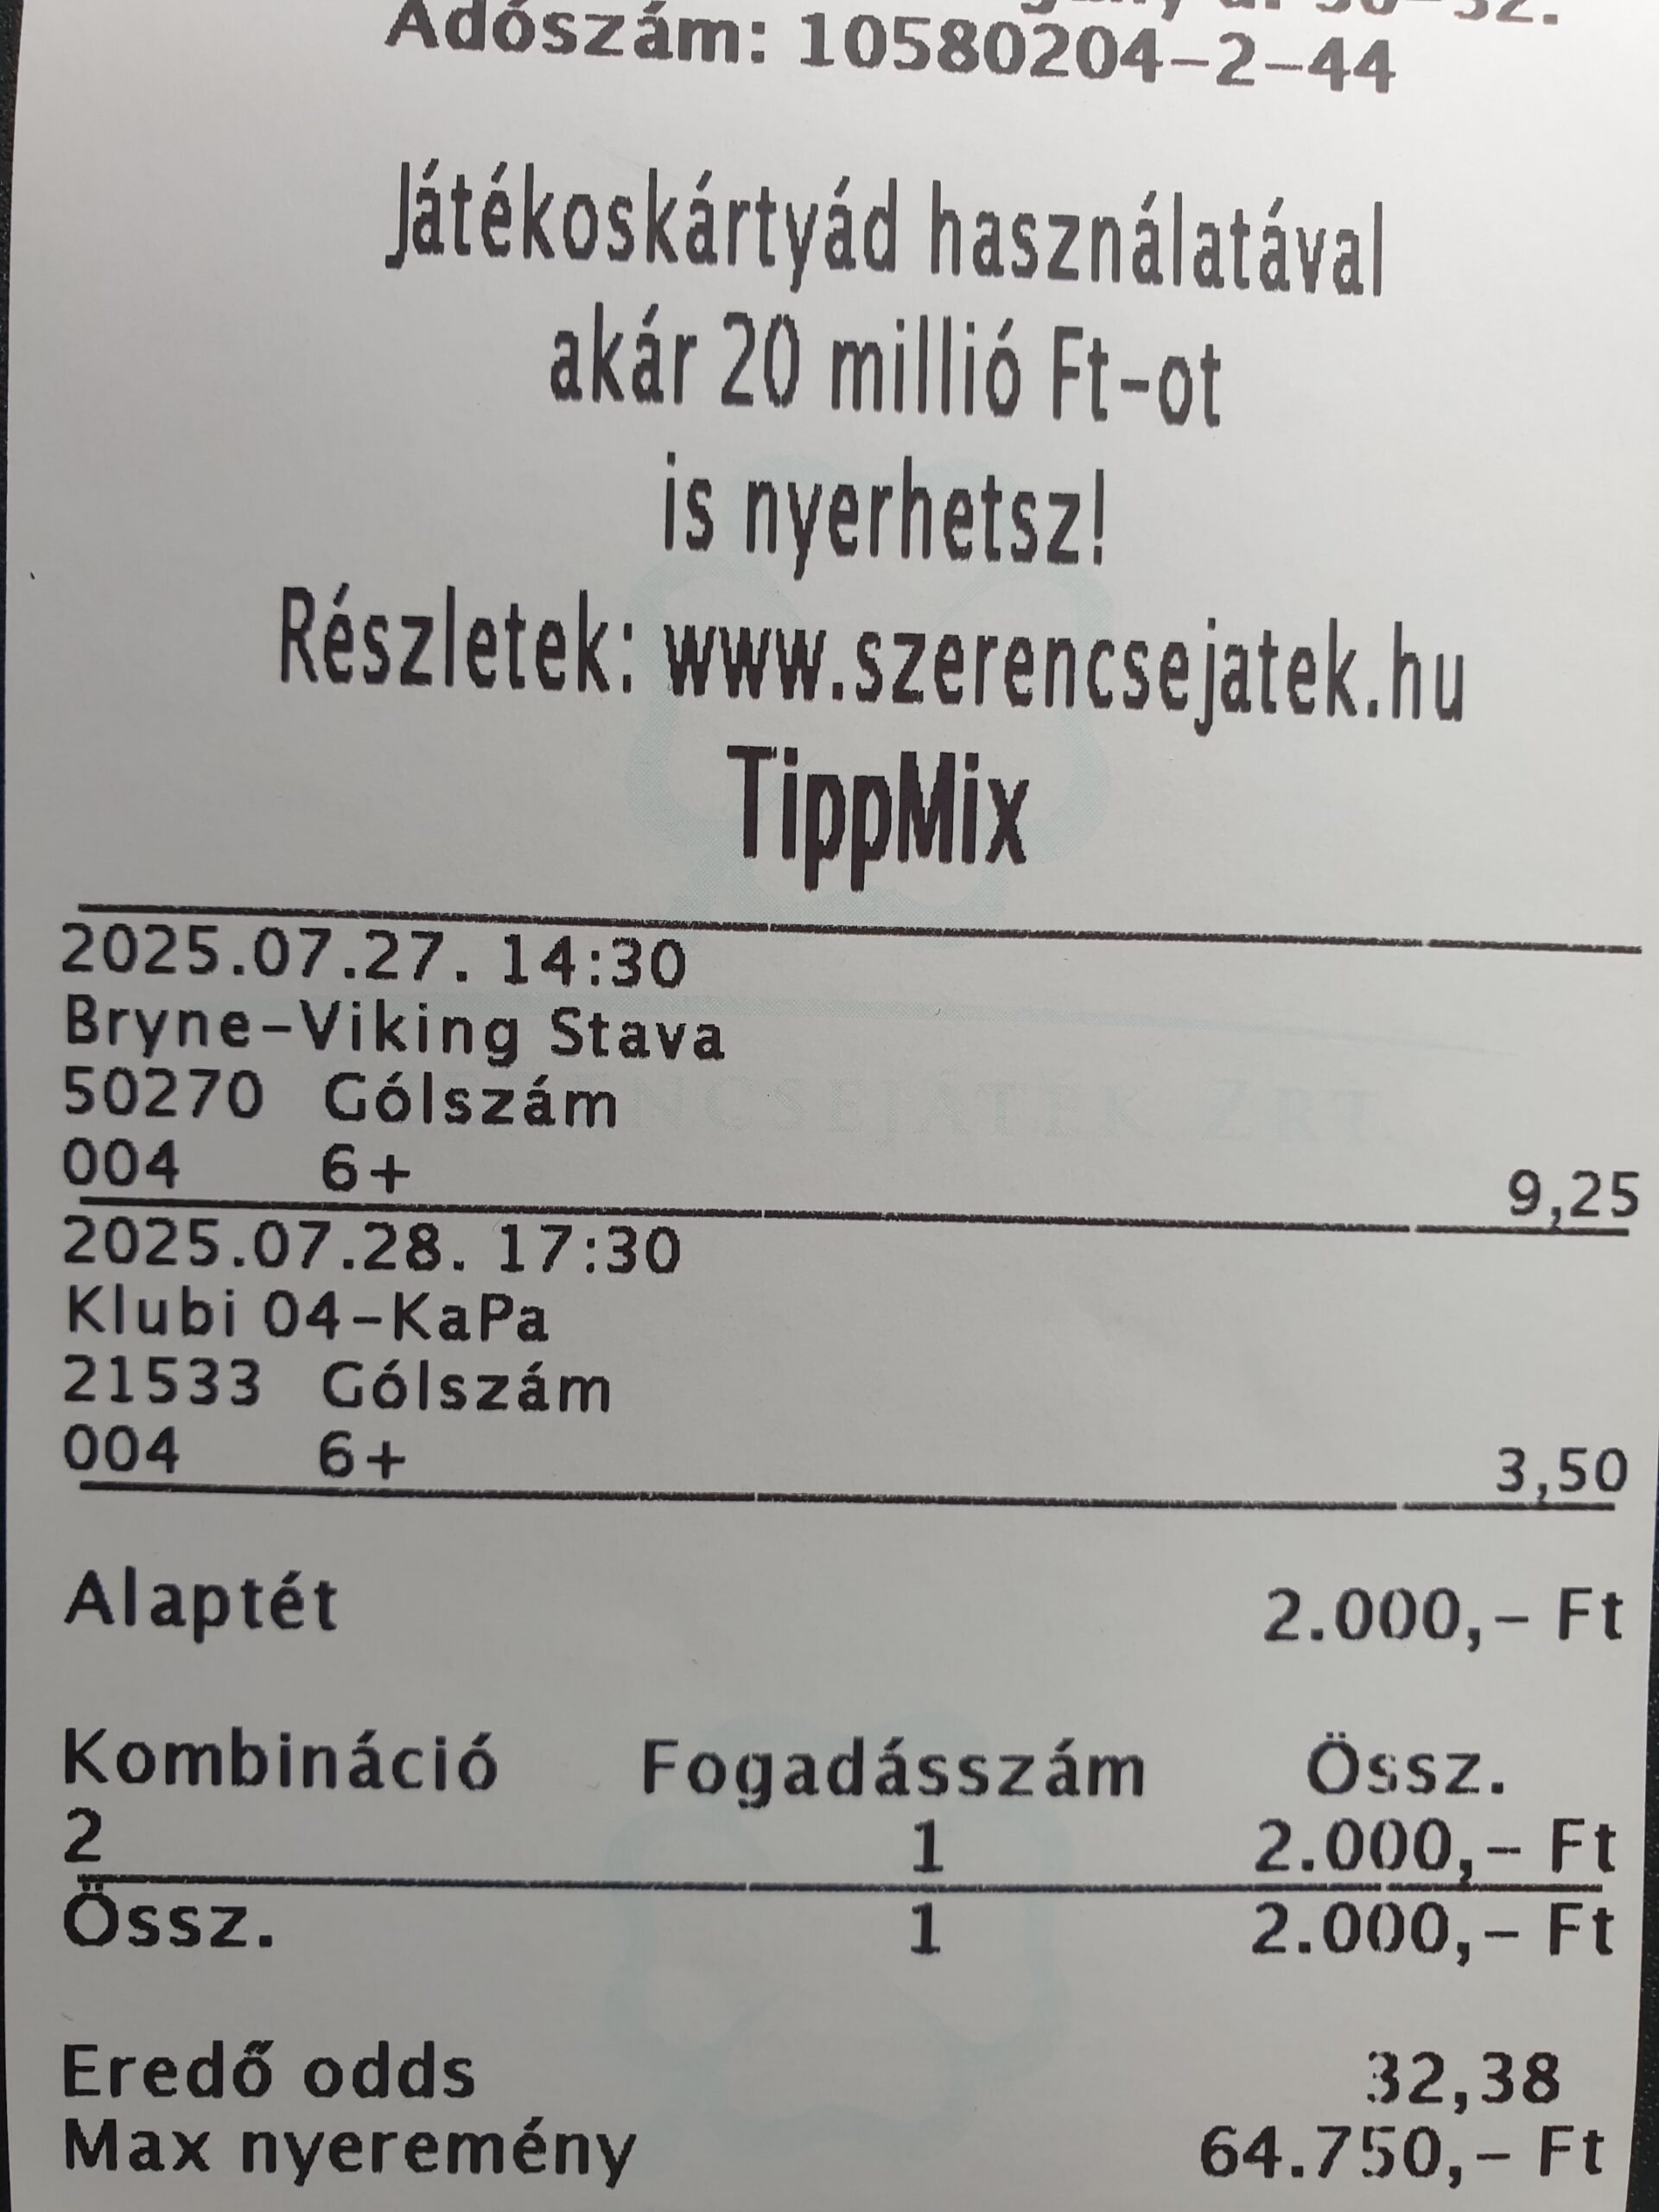 Adószám: 10580204-2-44
Játékoskártyád használatával
akár 20 millió Ft-ot
is nyerhetsz!
Részletek: www.szerencsejatek.hu
TippMix
2025.07.27. 14:30
Bryne-Viking Stava
50270 Gólszám
004 6+ 9,25
2025.07.28. 17:30
Klubi 04-KaPa
21533 Gólszám
004 6+ 3,50
Alaptét 2.000,- Ft
Kombináció Fogadásszám Össz.
2 1 2.000,- Ft
Össz. 1 2.000,- Ft
Eredő odds 32,38
Max nyeremény 64.750,- Ft